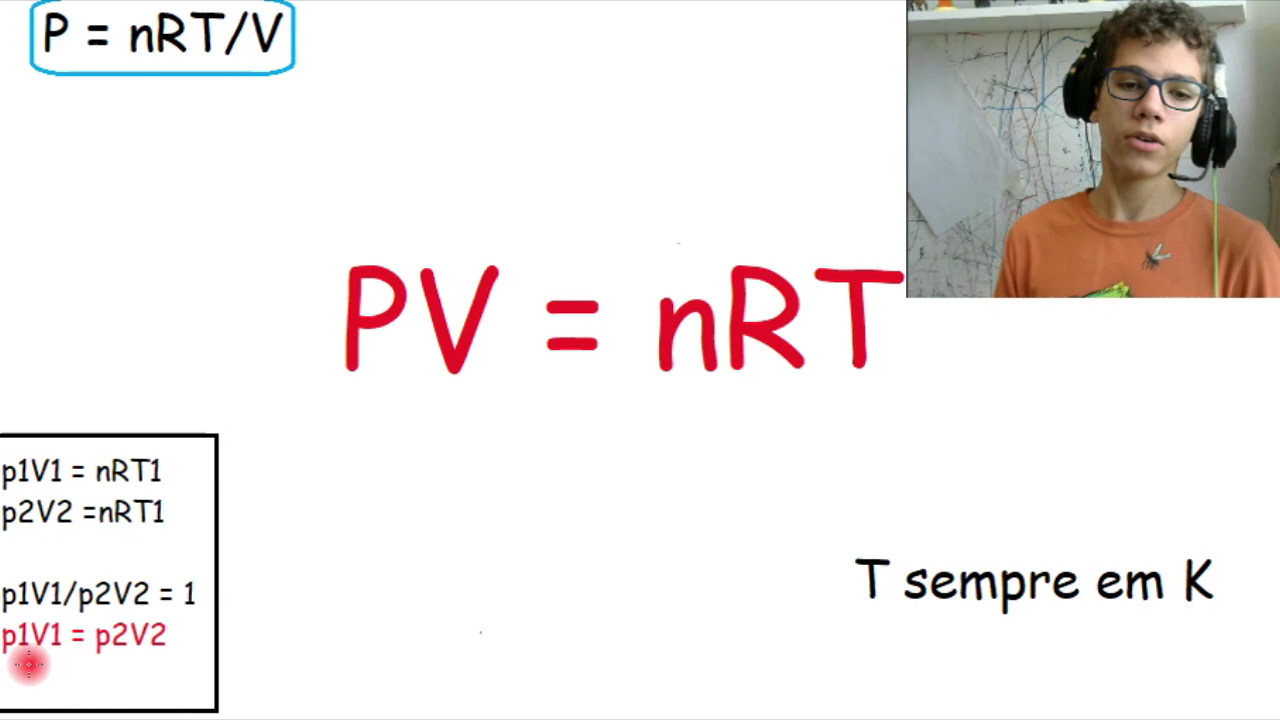 P = nRT/V
PV = nRT
p1V1 = nRT1
p2V2 =nRT1
p1V1/p2V2 = 1
p1V1 = p2V2
T sempre em K